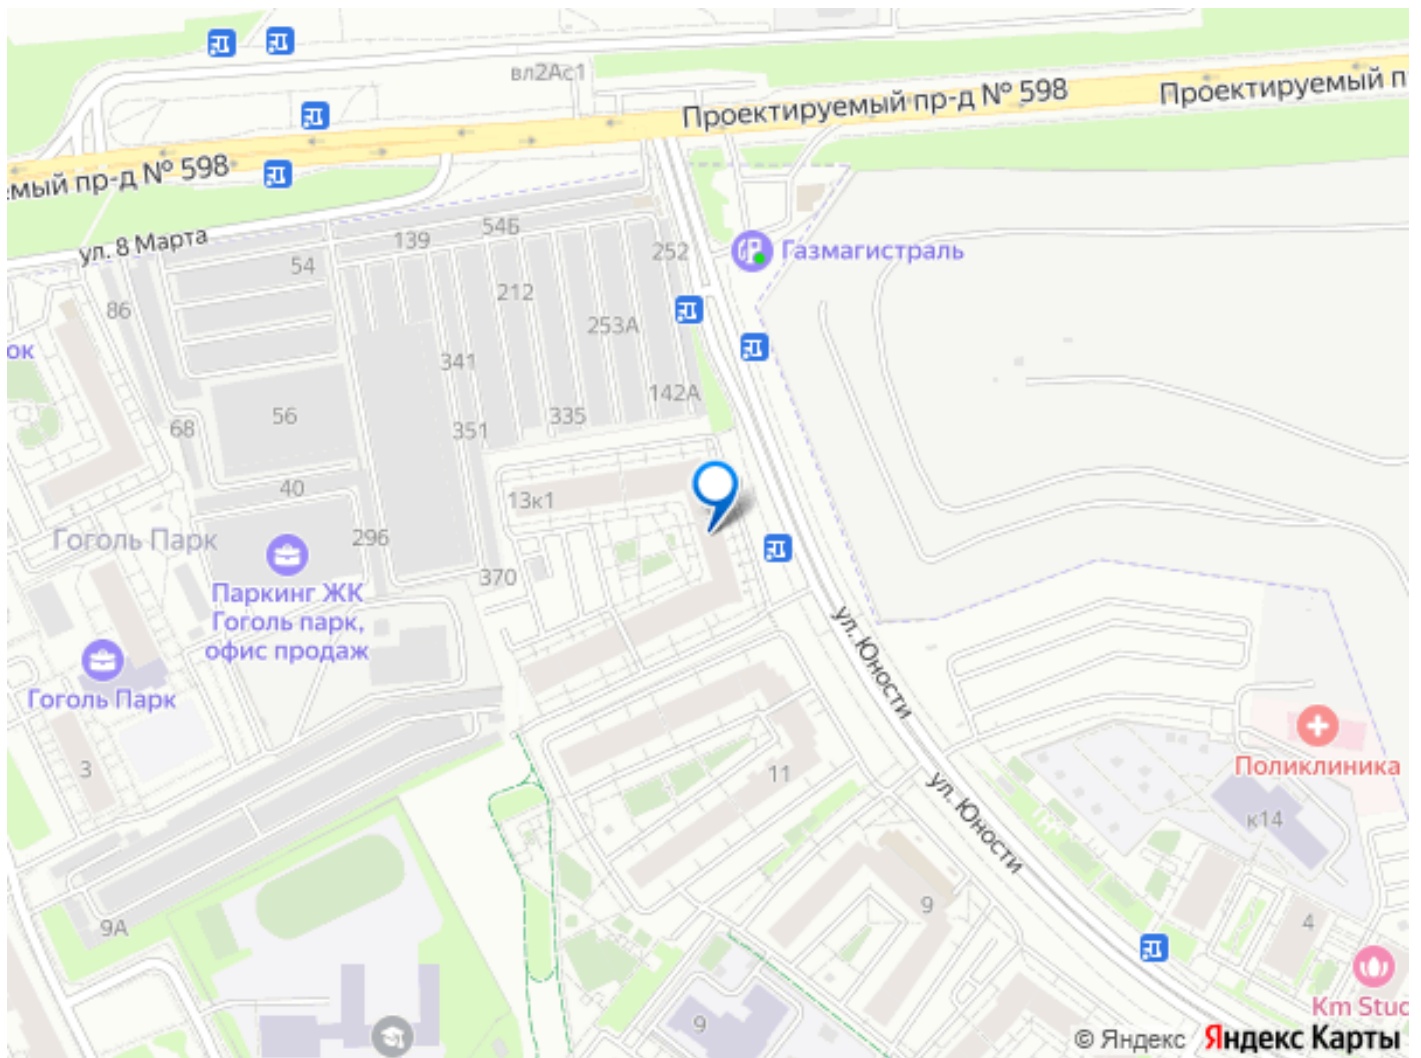 вл2Ас1
Проектируемый пр-д № 598
Проектируемый п
емый пр-д № 598
ул. 8 Марта
139
54Б
252
54
Газмагистраль
212
86
253А
ок
341
142А
56
335
68
351
40
13к1
Гоголь Парк
296
370
Паркинг ЖК
Гоголь парк,
офис продаж
ул. Юности
Гоголь Парк
3
11
Поликлиника
ул. Юности
к14
9
4
9А
Km Stud
9
© Яндекс Яндекс Карты